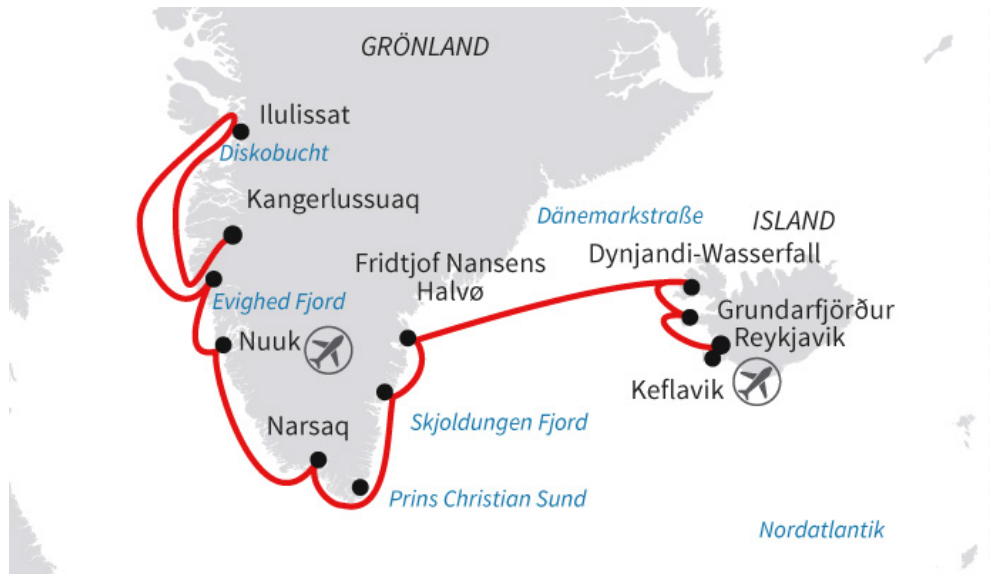 GRÖNLAND
Ilulissat
Diskobucht
Kangerlussuaq
Dänemarkstraße
ISLAND
Fridtjof Nansens
Halvø
Dynjandi-Wasserfall
Evighed Fjord
Grundarfjörður
Nuuk
Reykjavik
Keflavik
Narsaq
Skjoldungen Fjord
Prins Christian Sund
Nordatlantik